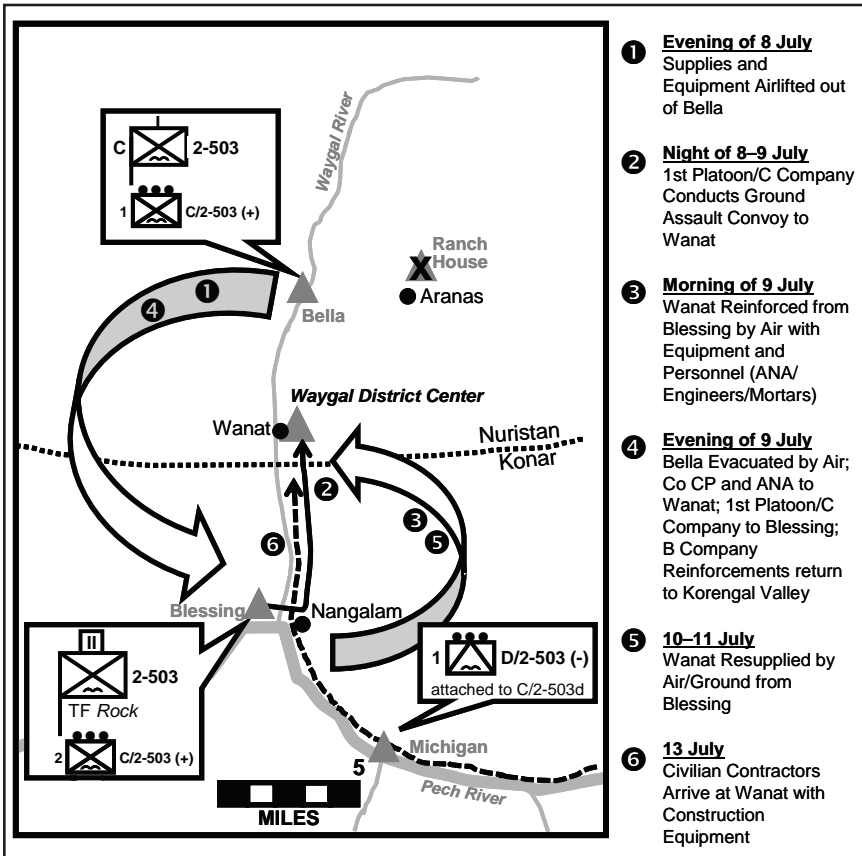 C 2-503
1 C/2-503 (+)
Waygal River
Ranch
House
X
Aranas
Bella
4 1
Waygal District Center
Wanat
Nuristan
Konar
2
3
5
6
Blessing
Nangalam
II
2-503
TF Rock
2 C/2-503 (+)
1 D/2-503 (-)
attached to C/2-503d
Michigan
Pech River
5
MILES
1 Evening of 8 July
Supplies and
Equipment Airlifted out
of Bella
2 Night of 8–9 July
1st Platoon/C Company
Conducts Ground
Assault Convoy to
Wanat
3 Morning of 9 July
Wanat Reinforced from
Blessing by Air with
Equipment and
Personnel (ANA/
Engineers/Mortars)
4 Evening of 9 July
Bella Evacuated by Air;
Co CP and ANA to
Wanat; 1st Platoon/C
Company to Blessing;
B Company
Reinforcements return
to Korengal Valley
5 10–11 July
Wanat Resupplied by
Air/Ground from
Blessing
6 13 July
Civilian Contractors
Arrive at Wanat with
Construction
Equipment